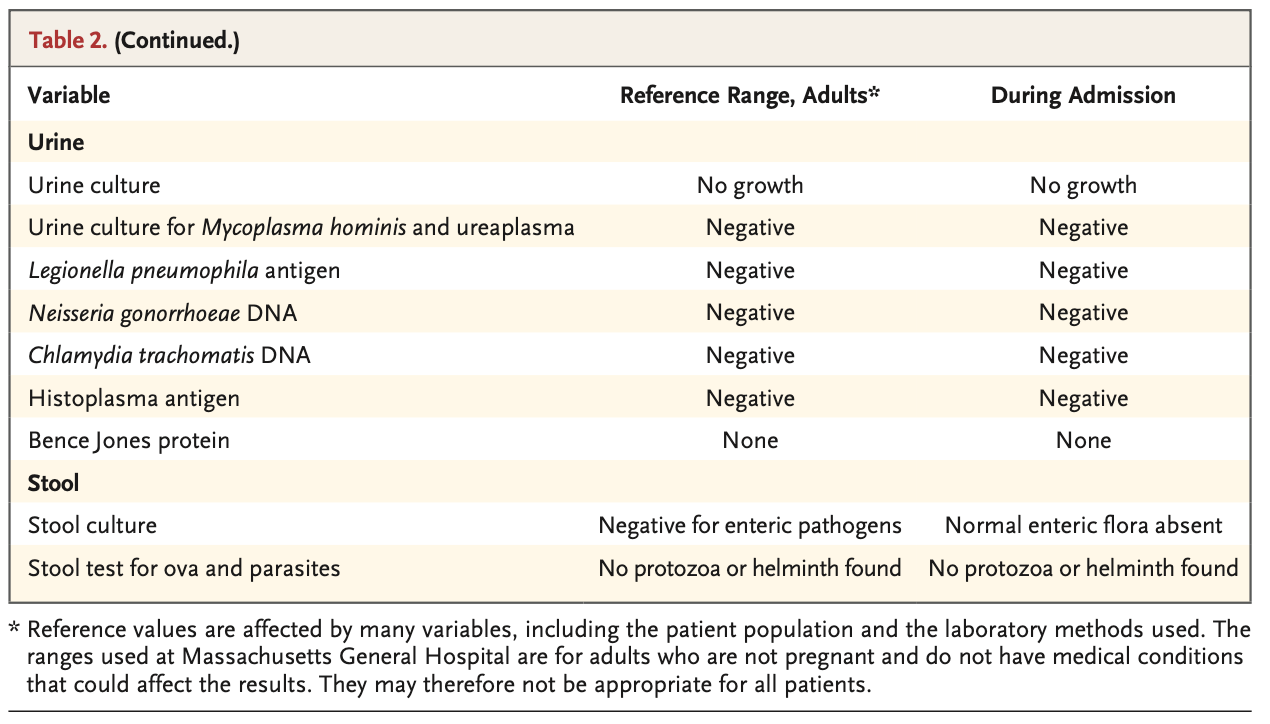 Table 2. (Continued.)
Variable Reference Range, Adults* During Admission
Urine
Urine culture No growth No growth
Urine culture for Mycoplasma hominis and ureaplasma Negative Negative
Legionella pneumophila antigen Negative Negative
Neisseria gonorrhoeae DNA Negative Negative
Chlamydia trachomatis DNA Negative Negative
Histoplasma antigen Negative Negative
Bence Jones protein None None
Stool
Stool culture Negative for enteric pathogens Normal enteric flora absent
Stool test for ova and parasites No protozoa or helminth found No protozoa or helminth found
* Reference values are affected by many variables, including the patient population and the laboratory methods used. The
ranges used at Massachusetts General Hospital are for adults who are not pregnant and do not have medical conditions
that could affect the results. They may therefore not be appropriate for all patients.